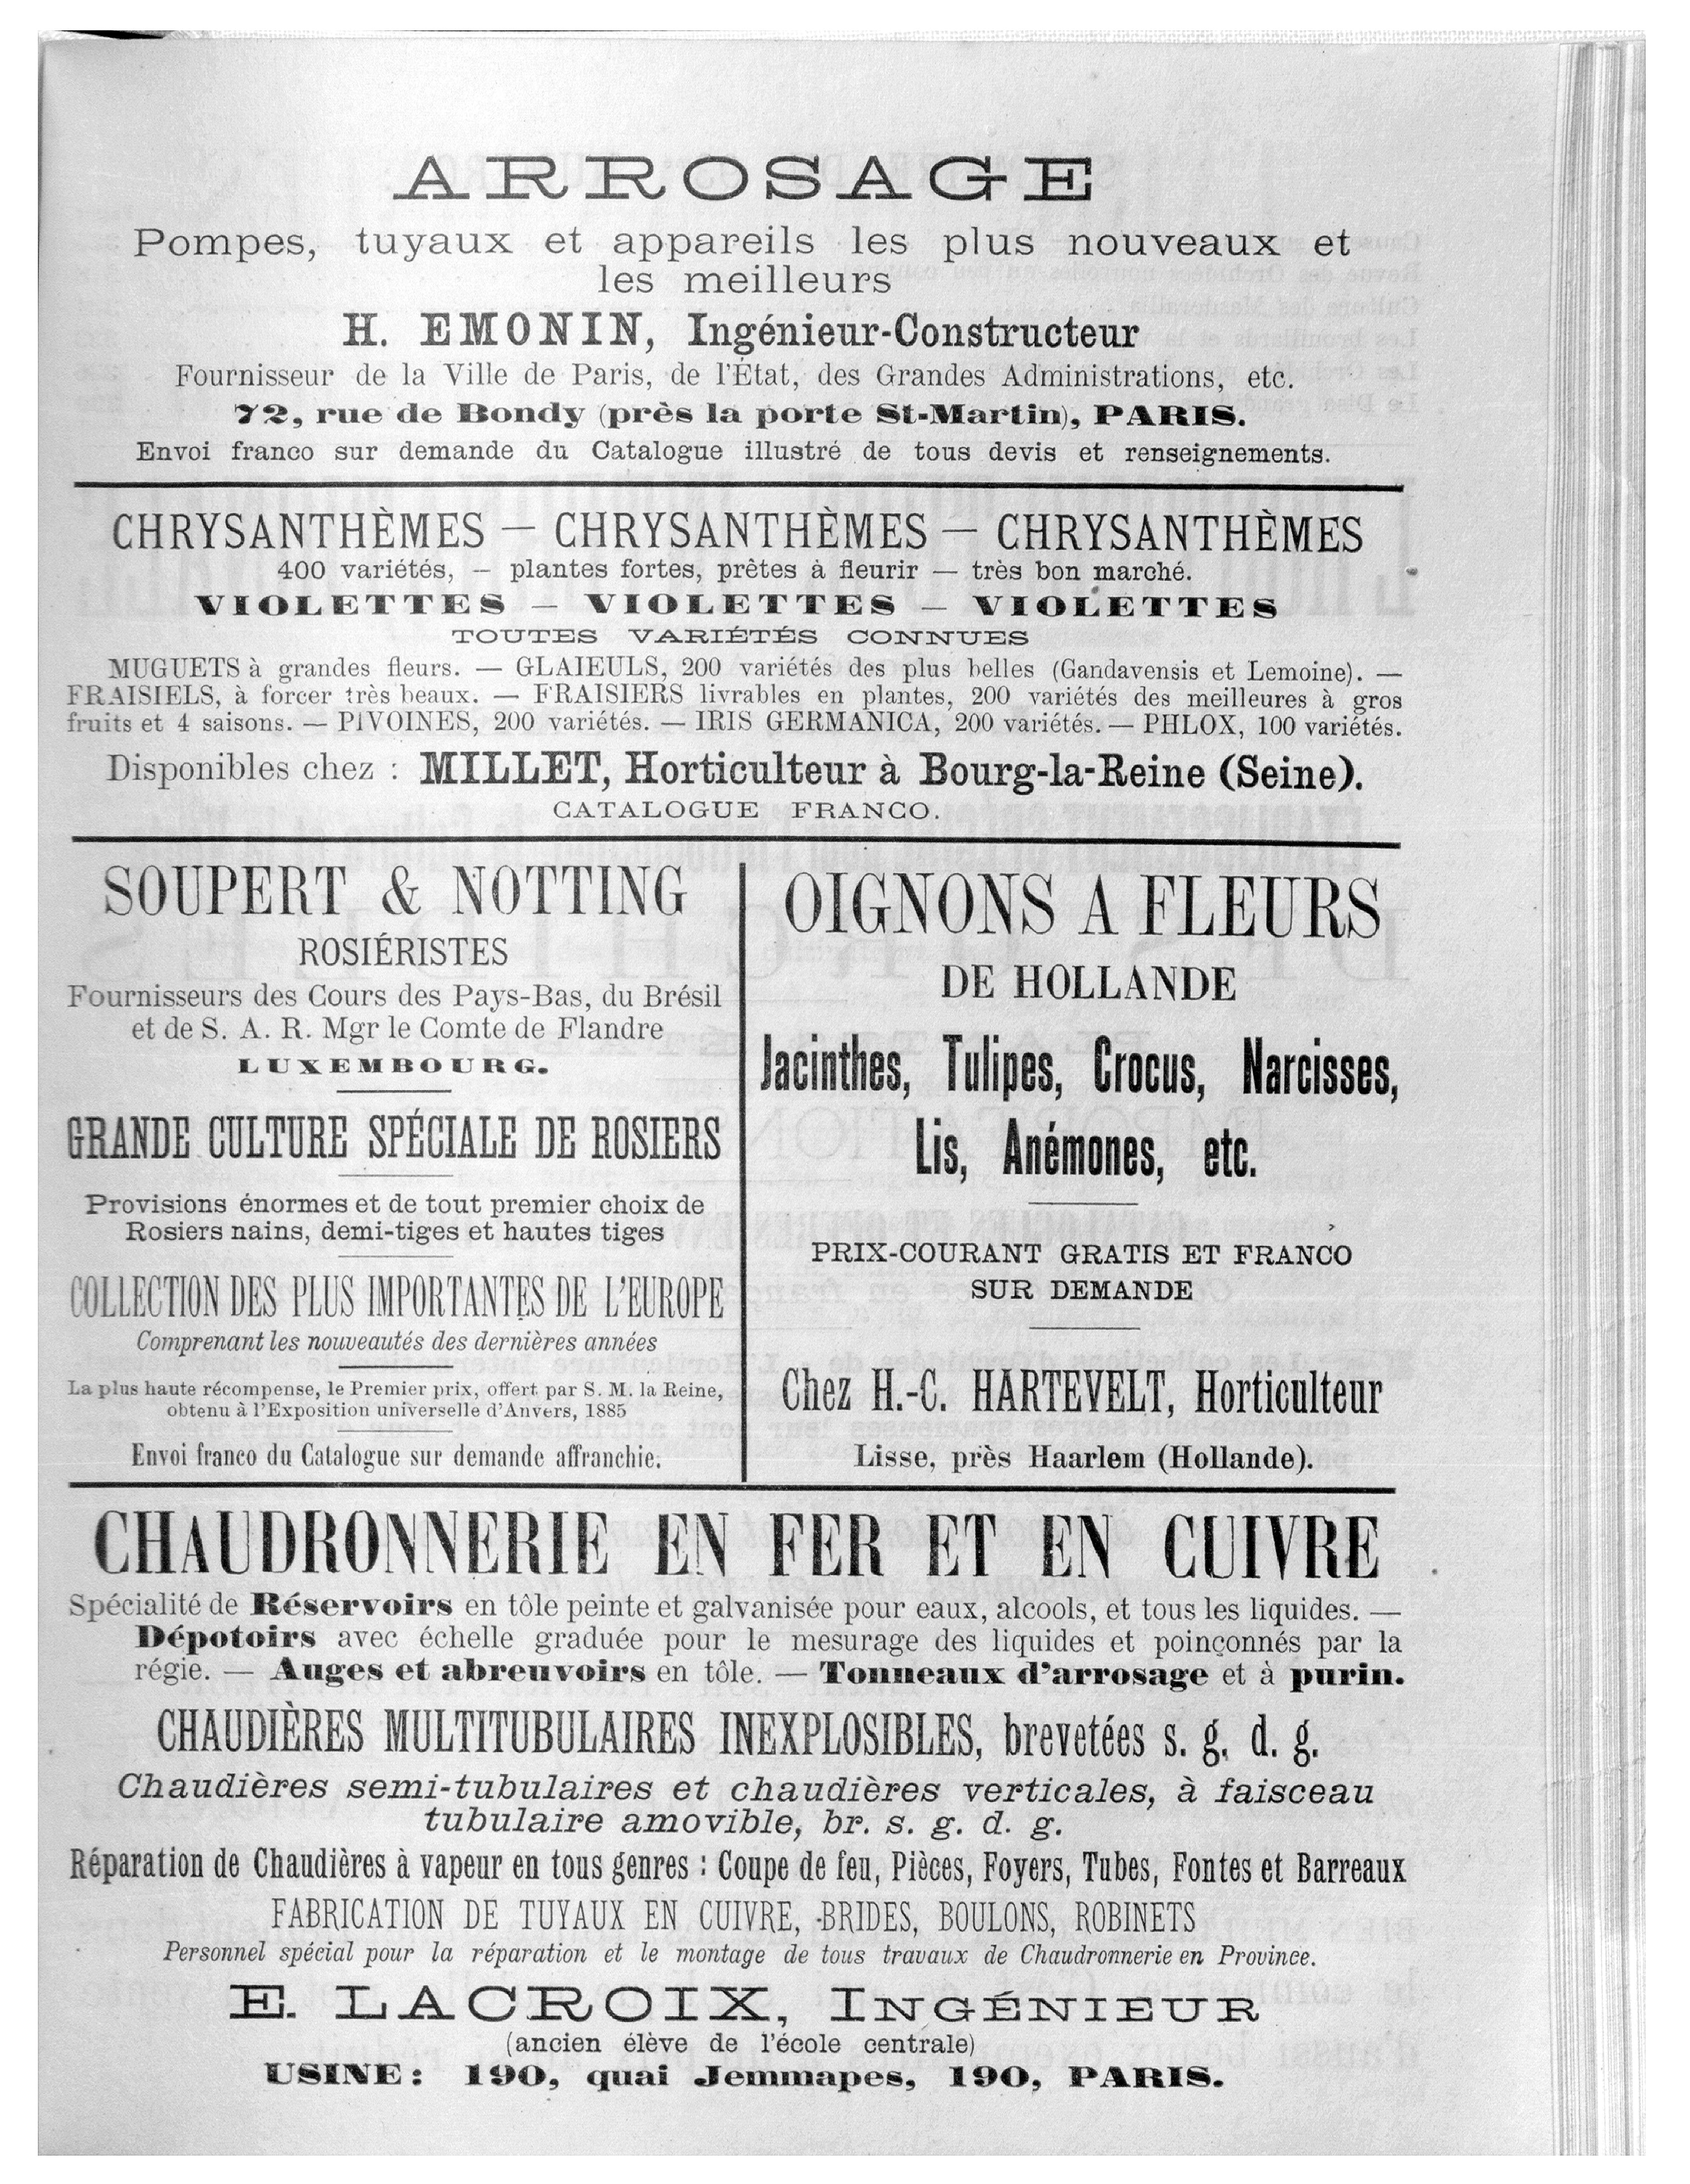 ARROSAGE
Pompes, tuyaux et appareils les plus nouveaux et
les meilleurs
H. EMONIN, Ingénieur-Constructeur
Fournisseur de la Ville de Paris, de l'État, des Grandes Administrations, etc.
72, rue de Bondy (près la porte St-Martin), PARIS.
Envoi franco sur demande du Catalogue illustré de tous devis et renseignements.
CHRYSANTHÈMES — CHRYSANTHÈMES — CHRYSANTHÈMES
400 variétés, — plantes fortes, prêtes à fleurir — très bon marché.
VIOLETTES — VIOLETTES — VIOLETTES
TOUTES VARIÉTÉS CONNUES
MUGUETS à grandes fleurs. — GLAIEULS, 200 variétés des plus belles (Gandavensis et Lemoine). —
FRAISIELS, à forcer très beaux. — FRAISIERS livrables en plantes, 200 variétés des meilleures à gros
fruits et 4 saisons. — PIVOINES, 200 variétés. — IRIS GERMANICA, 200 variétés. — PHLOX, 100 variétés.
Disponibles chez : MILLET, Horticulteur à Bourg-la-Reine (Seine).
CATALOGUE FRANCO.
SOUPERT & NOTTING
ROSIÉRISTES
Fournisseurs des Cours des Pays-Bas, du Brésil
et de S. A. R. Mgr le Comte de Flandre
LUXEMBOURG.
GRANDE CULTURE SPÉCIALE DE ROSIERS
Provisions énormes et de tout premier choix de
Rosiers nains, demi-tiges et hautes tiges
COLLECTION DES PLUS IMPORTANTES DE L'EUROPE
Comprenant les nouveautés des dernières années
La plus haute récompense, le Premier prix, offert par S. M. la Reine,
obtenu à l'Exposition universelle d'Anvers, 1885
Envoi franco du Catalogue sur demande affranchie.
OIGNONS A FLEURS
DE HOLLANDE
Jacinthes, Tulipes, Crocus, Narcisses,
Lis, Anémones, etc.
PRIX-COURANT GRATIS ET FRANCO
SUR DEMANDE
Chez H.-C. HARTEVELT, Horticulteur
Lisse, près Haarlem (Hollande).
CHAUDRONNERIE EN FER ET EN CUIVRE
Spécialité de Réservoirs en tôle peinte et galvanisée pour eaux, alcools, et tous les liquides. —
Dépotoirs avec échelle graduée pour le mesurage des liquides et poinçonnés par la
régie. — Auges et abreuvoirs en tôle. — Tonneaux d'arrosage et à purin.
CHAUDIÈRES MULTITUBULAIRES INEXPLOSIBLES, brevetées s. g. d. g.
Chaudières semi-tubulaires et chaudières verticales, à faisceau
tubulaire amovible, br. s. g. d. g.
Réparation de Chaudières à vapeur en tous genres : Coupe de feu, Pièces, Foyers, Tubes, Fontes et Barreaux
FABRICATION DE TUYAUX EN CUIVRE, BRIDES, BOULONS, ROBINETS
Personnel spécial pour la réparation et le montage de tous travaux de Chaudronnerie en Province.
E. LACROIX, INGÉNIEUR
(ancien élève de l'école centrale)
USINE : 190, quai Jemmapes, 190, PARIS.